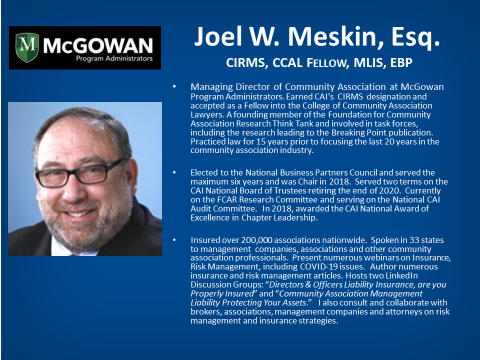 McGOWAN
Program Administrators
Joel W. Meskin, Esq.
CIRMS, CCAL FELLOW, MLIS, EBP
• Managing Director of Community Association at McGowan
Program Administrators. Earned CAI's CIRMS designation and
accepted as a Fellow into the College of Community Association
Lawyers. A founding member of the Foundation for Community
Association Research Think Tank and involved in task forces,
including the research leading to the Breaking Point publication.
Practiced law for 15 years prior to focusing the last 20 years in the
community association industry.
• Elected to the National Business Partners Council and served the
maximum six years and was Chair in 2018. Served two terms on the
CAI National Board of Trustees retiring the end of 2020. Currently
on the FCAR Research Committee and serving on the National CAI
Audit Committee. In 2018, awarded the CAI National Award of
Excellence in Chapter Leadership.
• Insured over 200,000 associations nationwide. Spoken in 33 states
to management companies, associations and other community
association professionals. Present numerous webinars on Insurance,
Risk Management, including COVID-19 issues. Author numerous
insurance and risk management articles. Hosts two LinkedIn
Discussion Groups: "Directors & Officers Liability Insurance, are you
Properly Insured" and "Community Association Management
Liability Protecting Your Assets." I also consult and collaborate with
brokers, associations, management companies and attorneys on risk
management and insurance strategies.